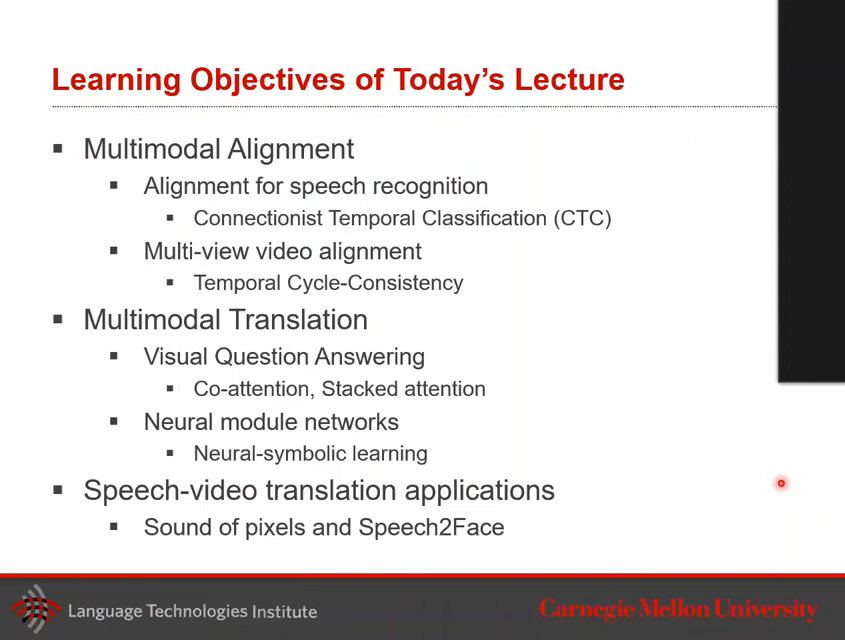 Learning Objectives of Today's Lecture
Multimodal Alignment
Alignment for speech recognition
Connectionist Temporal Classification (CTC)
Multi-view video alignment
Temporal Cycle-Consistency
Multimodal Translation
Visual Question Answering
Co-attention, Stacked attention
Neural module networks
Neural-symbolic learning
Speech-video translation applications
Sound of pixels and Speech2Face
Language Technologies Institute
Carnegie Mellon University